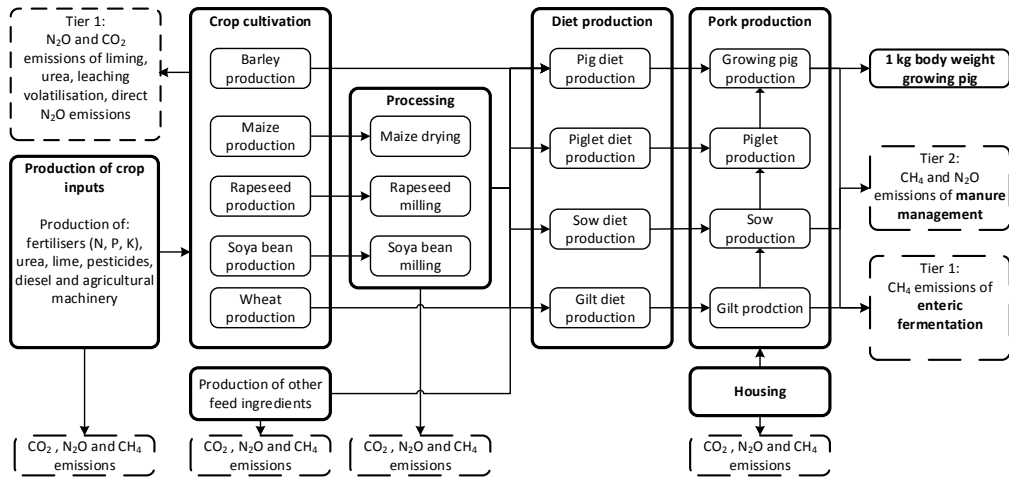 Tier 1:
N₂O and CO₂
emissions of liming,
urea, leaching
volatilisation, direct
N₂O emissions
Production of crop
inputs
Production of:
fertilisers (N, P, K),
urea, lime, pesticides,
diesel and agricultural
machinery
CO₂ , N₂O and CH₄
emissions
Crop cultivation
Barley
production
Maize
production
Rapeseed
production
Soya bean
production
Wheat
production
Production of other
feed ingredients
CO₂ , N₂O and CH₄
emissions
Processing
Maize drying
Rapeseed
milling
Soya bean
milling
CO₂ , N₂O and CH₄
emissions
Diet production
Pig diet
production
Piglet diet
production
Sow diet
production
Gilt diet
production
Pork production
Growing pig
production
Piglet
production
Sow
production
Gilt prodction
Housing
CO₂ , N₂O and CH₄
emissions
1 kg body weight
growing pig
Tier 2:
CH₄ and N₂O
emissions of manure
management
Tier 1:
CH₄ emissions of
enteric
fermentation